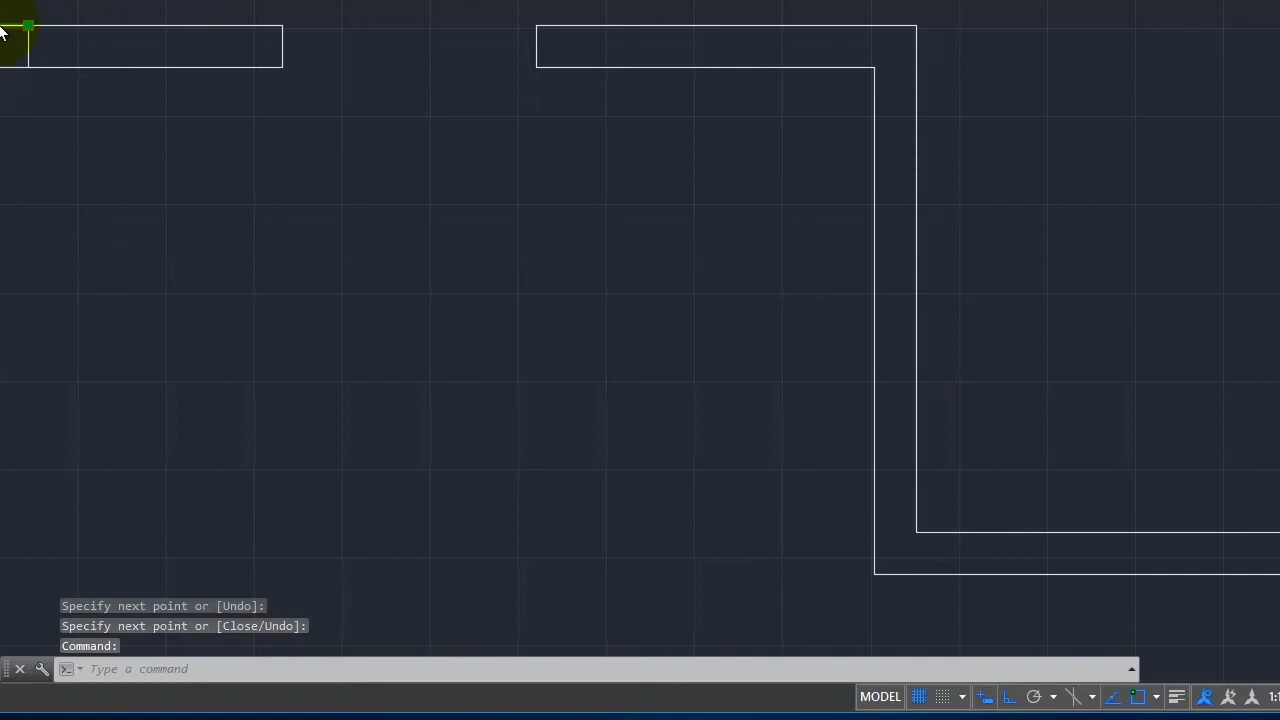 Specify next point or [Undo]:
Specify next point or [Close/Undo]:
Command:
Type a command
MODEL